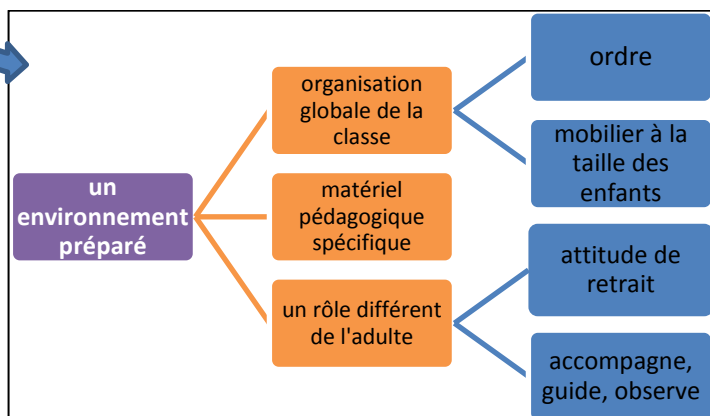 un
environnement
préparé
organisation
globale de la
classe
ordre
mobilier à la
taille des
enfants
matériel
pédagogique
spécifique
un rôle différent
de l'adulte
attitude de
retrait
accompagne,
guide, observe